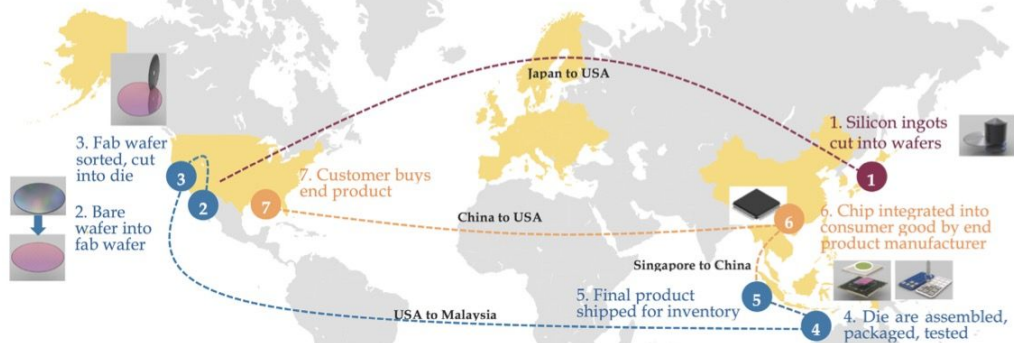 Japan to USA
1. Silicon ingots
cut into wafers
1
3. Fab wafer
sorted, cut
into die
3
2
2. Bare
wafer into
fab wafer
7. Customer buys
end product
7
China to USA
6
6. Chip integrated into
consumer good by end
product manufacturer
Singapore to China
5. Final product
shipped for inventory
5
USA to Malaysia
4
4. Die are assembled,
packaged, tested